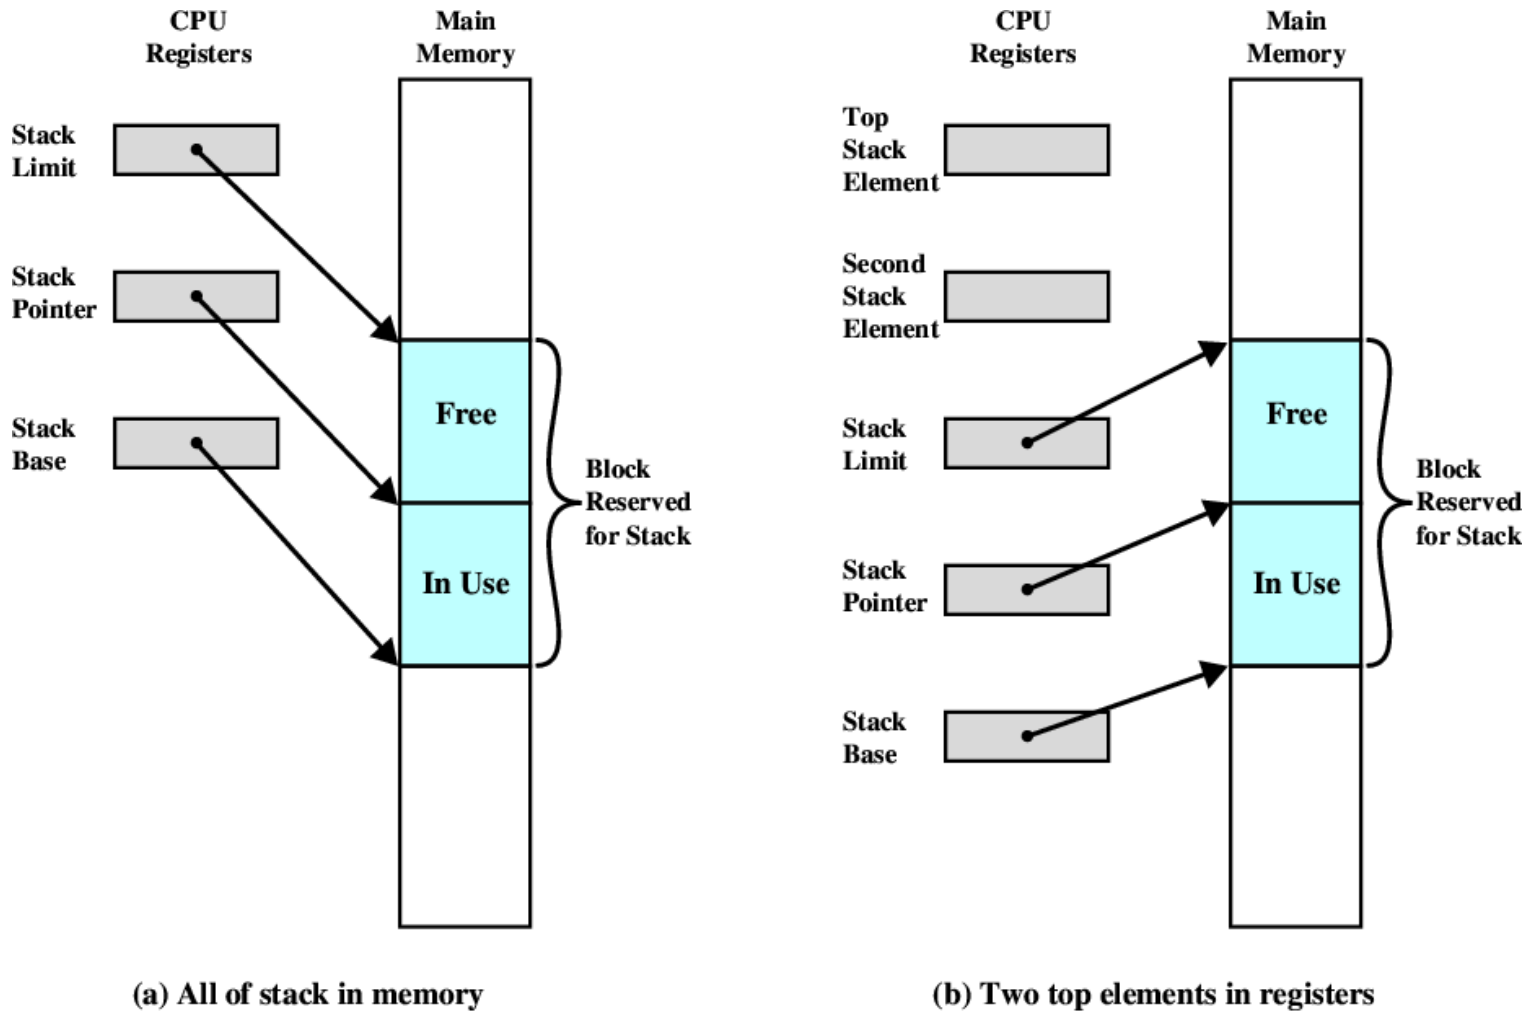 CPU
Registers
Main
Memory
Stack
Limit
Stack
Pointer
Stack
Base
Free
In Use
Block
Reserved
for Stack
(a) All of stack in memory
CPU
Registers
Main
Memory
Top
Stack
Element
Second
Stack
Element
Stack
Limit
Stack
Pointer
Stack
Base
Free
In Use
Block
Reserved
for Stack
(b) Two top elements in registers